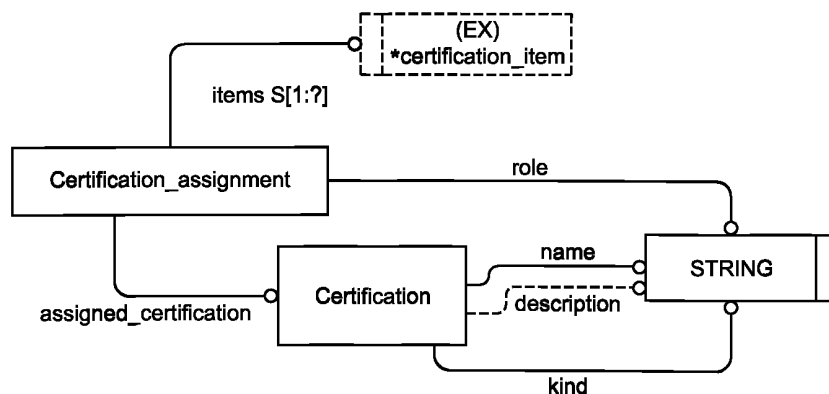 (EX)
*certification_item
items S[1:?]
Certification_assignment
role
name
STRING
Certification
description
assigned_certification
kind